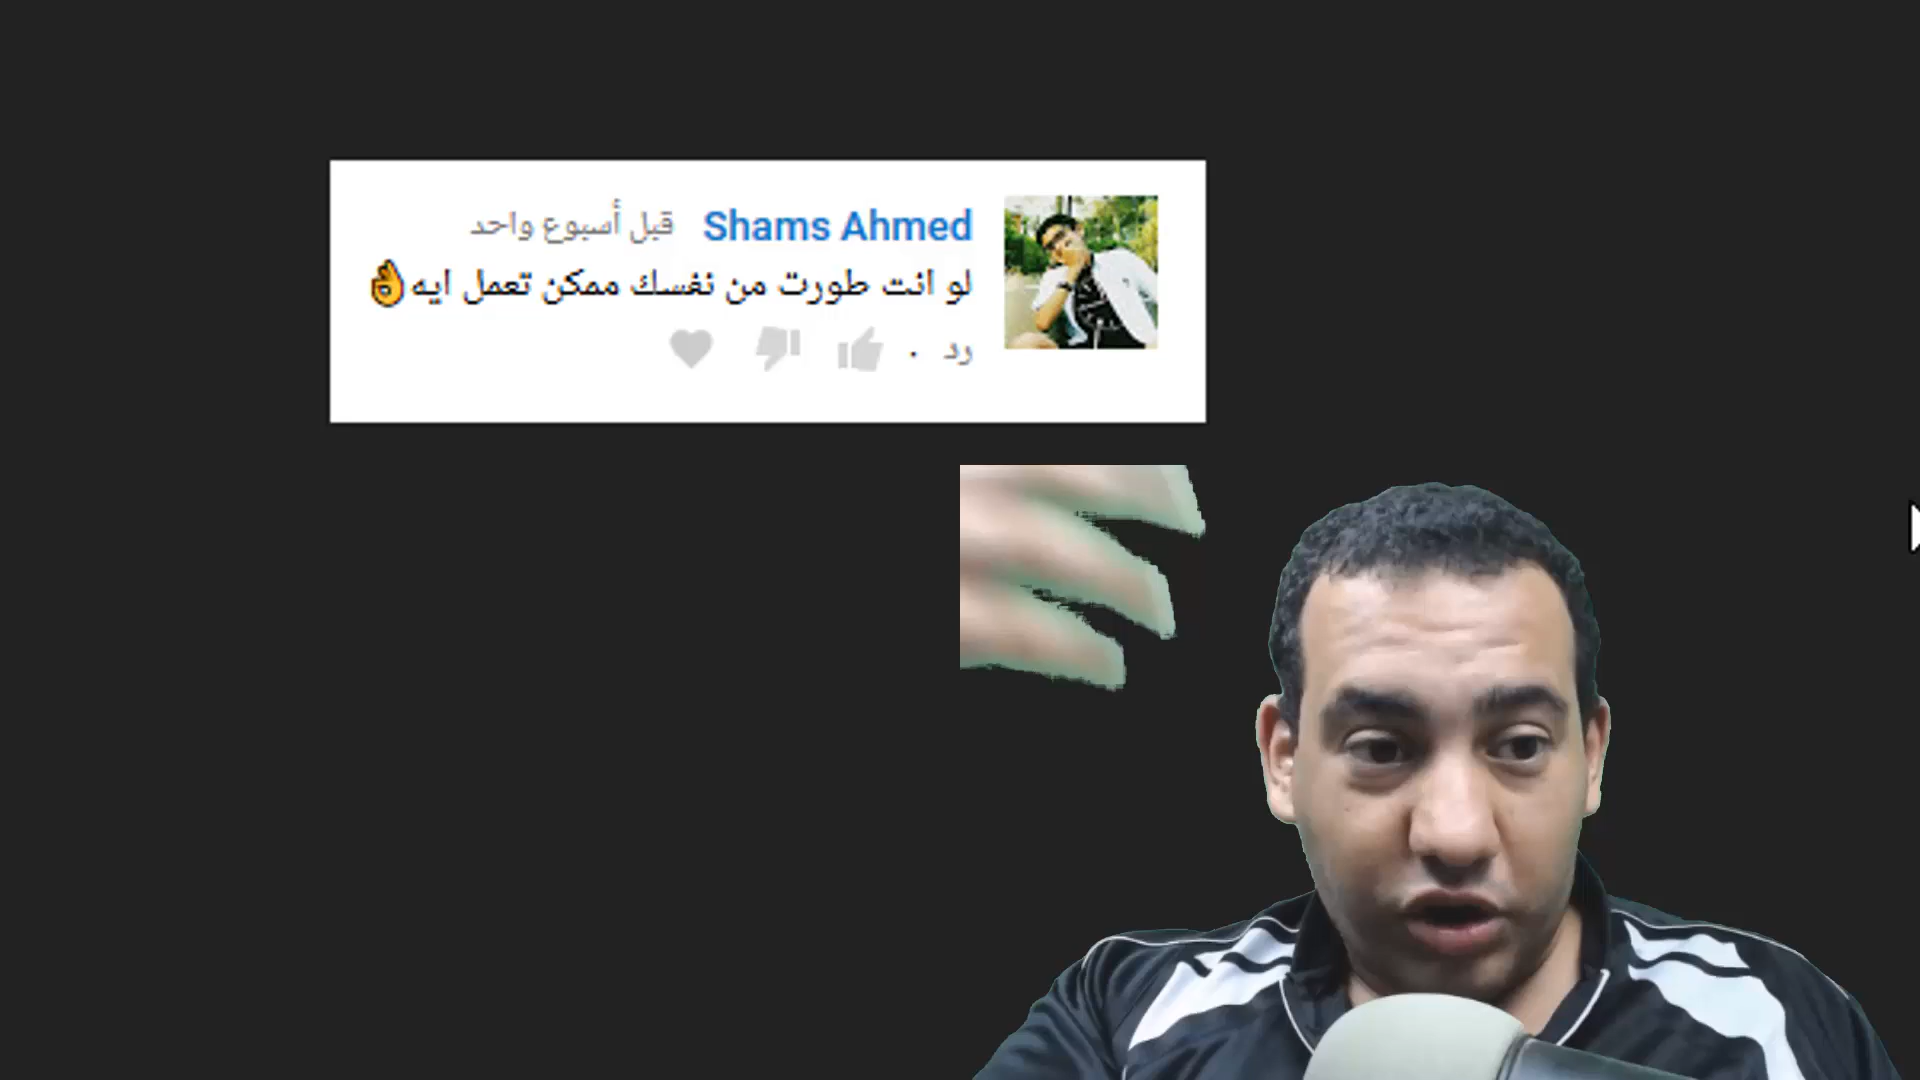 Shams Ahmed قبل أسبوع واحد
لو انت طورت من نفسك ممكن تعمل ايه👌
رد ·